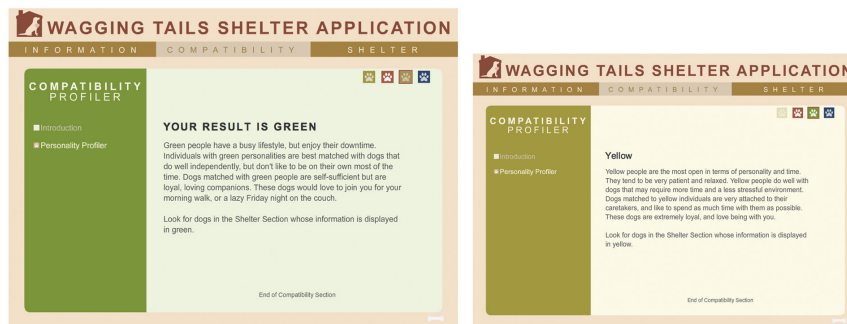 WAGGING TAILS SHELTER APPLICATION
INFORMATION COMPATIBILITY SHELTER
COMPATIBILITY
PROFILER
Introduction
Personality Profiler
YOUR RESULT IS GREEN
Green people have a busy lifestyle, but enjoy their downtime.
Individuals with green personalities are best matched with dogs that
do well independently, but don't like to be on their own most of the
time. Dogs matched with green people are self-sufficient but are
loyal, loving companions. These dogs would love to join you for your
morning walk, or a lazy Friday night on the couch.
Look for dogs in the Shelter Section whose information is displayed
in green.
End of Compatibility Section
WAGGING TAILS SHELTER APPLICATION
INFORMATION COMPATIBILITY SHELTER
COMPATIBILITY
PROFILER
Introduction
Personality Profiler
Yellow
Yellow people are the most open in terms of personality and time.
They tend to be very patient and relaxed. Yellow people do well with
dogs that may require more time and a less stressful environment.
Dogs matched to yellow individuals are very attached to their
caretakers, and like to spend as much time with them as possible.
These dogs are extremely loyal, and love being with you.
Look for dogs in the Shelter Section whose information is displayed
in yellow.
End of Compatibility Section